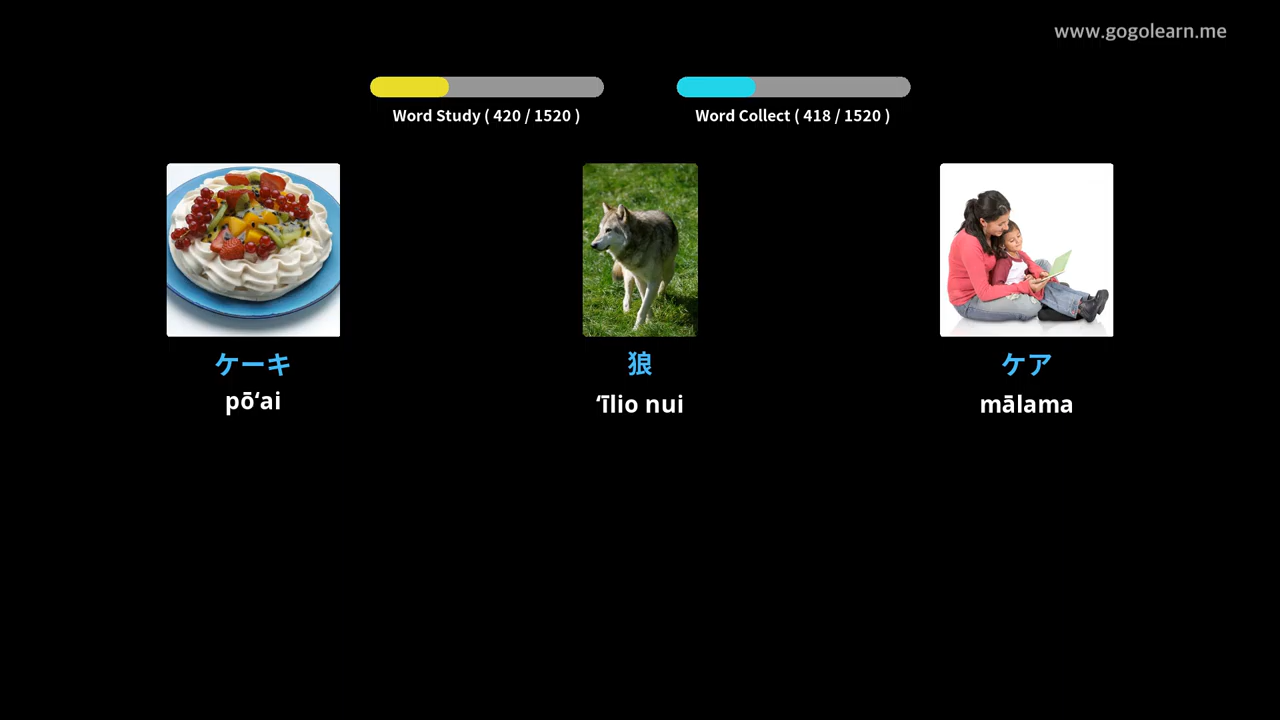 www.gogolearn.me
Word Study ( 420 / 1520 )
Word Collect ( 418 / 1520 )
ケーキ
pōʻai
狼
ʻīlio nui
ケア
mālama